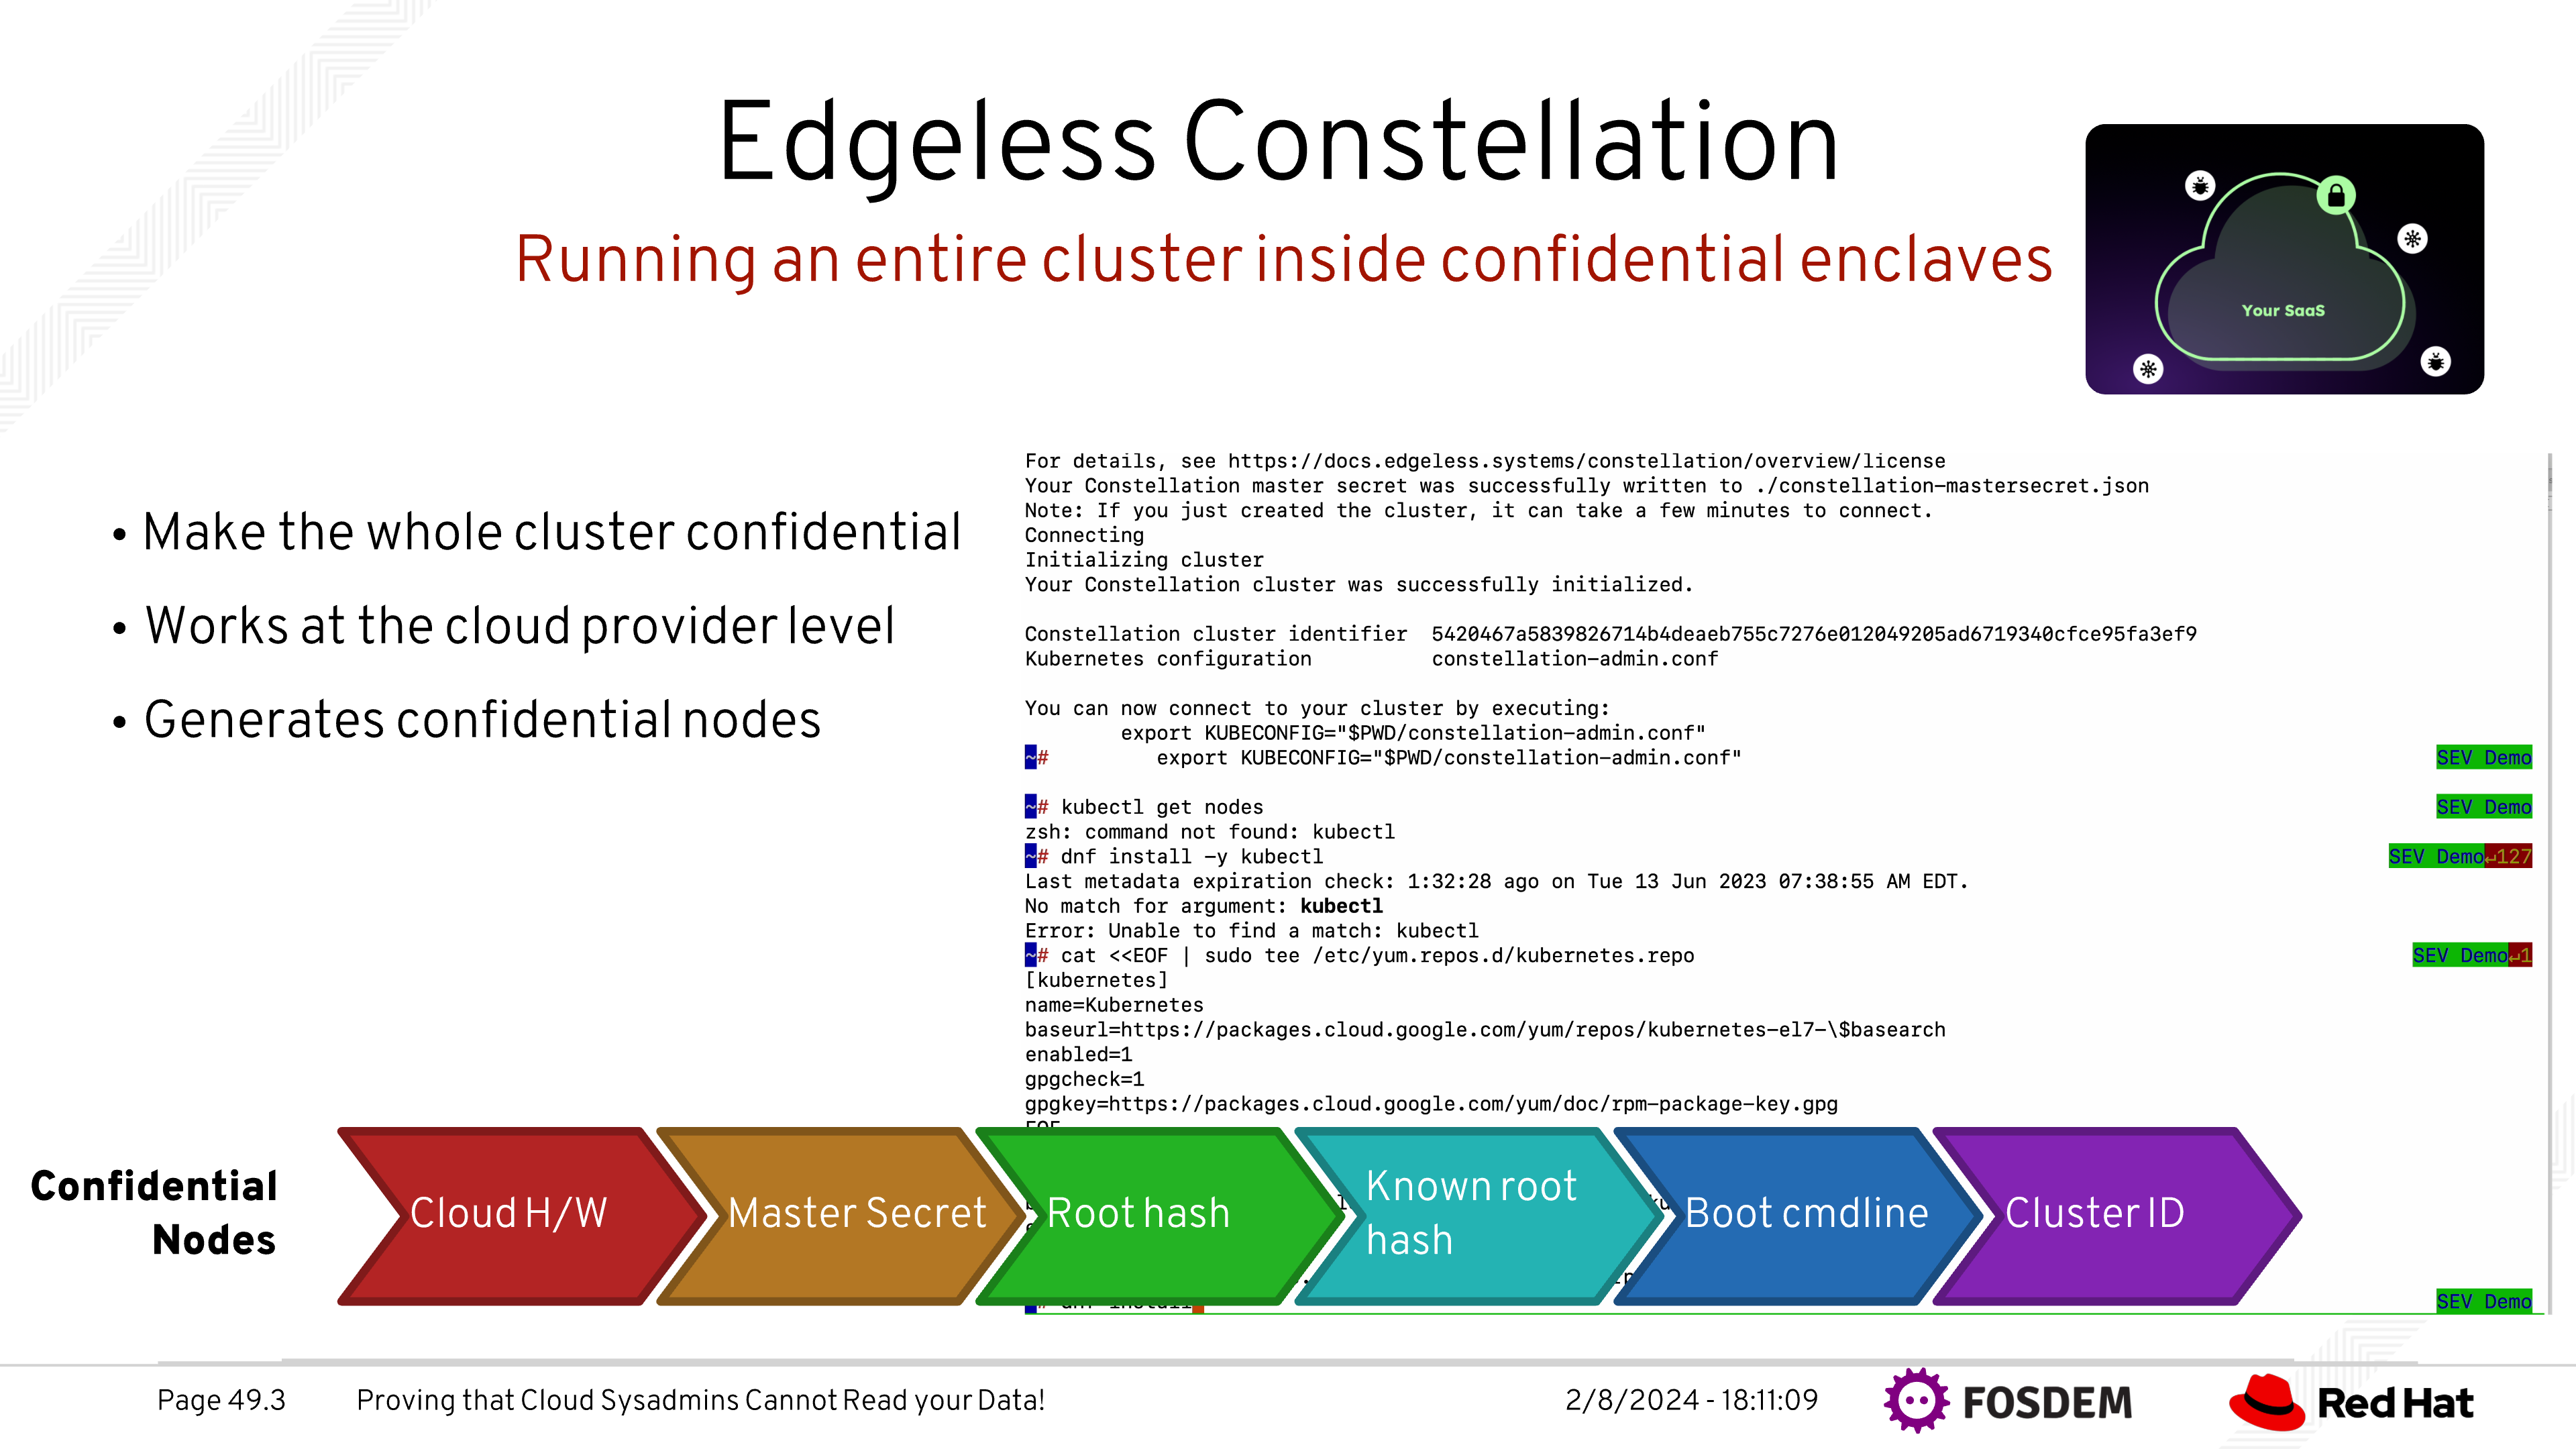 Edgeless Constellation
Running an entire cluster inside confidential enclaves
Your SaaS
• Make the whole cluster confidential
• Works at the cloud provider level
• Generates confidential nodes
For details, see https://docs.edgeless.systems/constellation/overview/license
Your Constellation master secret was successfully written to ./constellation-mastersecret.json
Note: If you just created the cluster, it can take a few minutes to connect.
Connecting
Initializing cluster
Your Constellation cluster was successfully initialized.
Constellation cluster identifier 5420467a5839826714b4deaeb755c7276e012049205ad6719340cfce95fa3ef9
Kubernetes configuration constellation-admin.conf
You can now connect to your cluster by executing:
export KUBECONFIG="$PWD/constellation-admin.conf"
~# export KUBECONFIG="$PWD/constellation-admin.conf" SEV Demo
~# kubectl get nodes SEV Demo
zsh: command not found: kubectl
~# dnf install -y kubectl SEV Demo↵127
Last metadata expiration check: 1:32:28 ago on Tue 13 Jun 2023 07:38:55 AM EDT.
No match for argument: kubectl
Error: Unable to find a match: kubectl
~# cat <<EOF | sudo tee /etc/yum.repos.d/kubernetes.repo SEV Demo↵1
[kubernetes]
name=Kubernetes
baseurl=https://packages.cloud.google.com/yum/repos/kubernetes-el7-\$basearch
enabled=1
gpgcheck=1
gpgkey=https://packages.cloud.google.com/yum/doc/rpm-package-key.gpg
EOF
# dnf install SEV Demo
Confidential
Nodes
Cloud H/W
Master Secret
Root hash
Known root
hash
Boot cmdline
Cluster ID
Page 49.3
Proving that Cloud Sysadmins Cannot Read your Data!
2/8/2024 - 18:11:09
FOSDEM
Red Hat